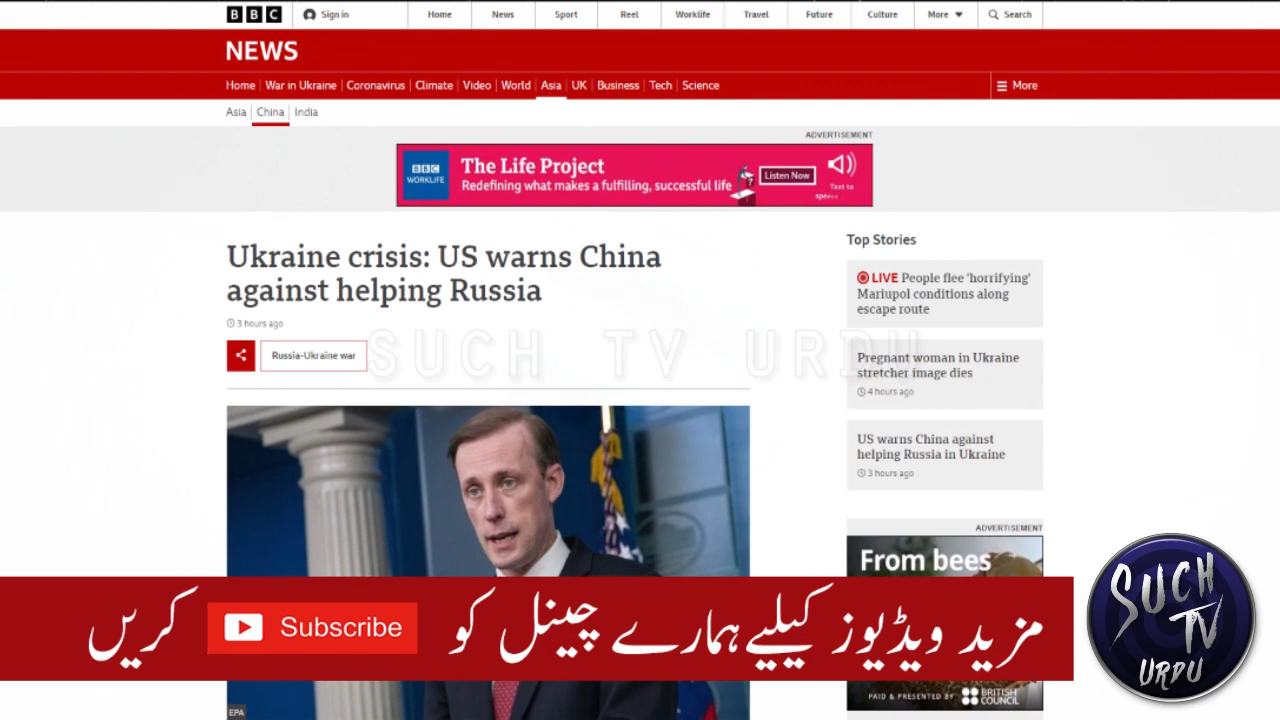 BBC
Sign in
Home
News
Sport
Reel
Worklife
Travel
Future
Culture
More
Search
NEWS
Home
War in Ukraine
Coronavirus
Climate
Video
World
Asia
UK
Business
Tech
Science
More
Asia
China
India
ADVERTISEMENT
BBC
WORKLIFE
The Life Project
Redefining what makes a fulfilling, successful life
Listen Now
Text to
speech
Ukraine crisis: US warns China
against helping Russia
3 hours ago
Russia-Ukraine war
SUCH TV URDU
Top Stories
LIVE People flee 'horrifying'
Mariupol conditions along
escape route
Pregnant woman in Ukraine
stretcher image dies
4 hours ago
US warns China against
helping Russia in Ukraine
3 hours ago
ADVERTISEMENT
From bees
PAID & PRESENTED BY
BRITISH
COUNCIL
EPA
مزید ویڈیوز کیلیے ہمارے چینل کو Subscribe کریں
SUCH
TV
URDU